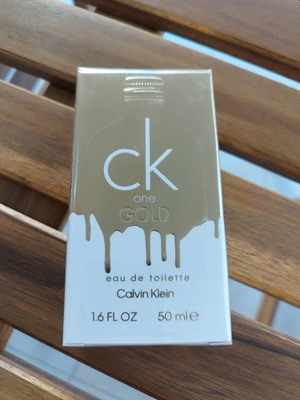 ck
one
GOLD
eau de toilette
Calvin Klein
1.6 FL OZ 50 ml e